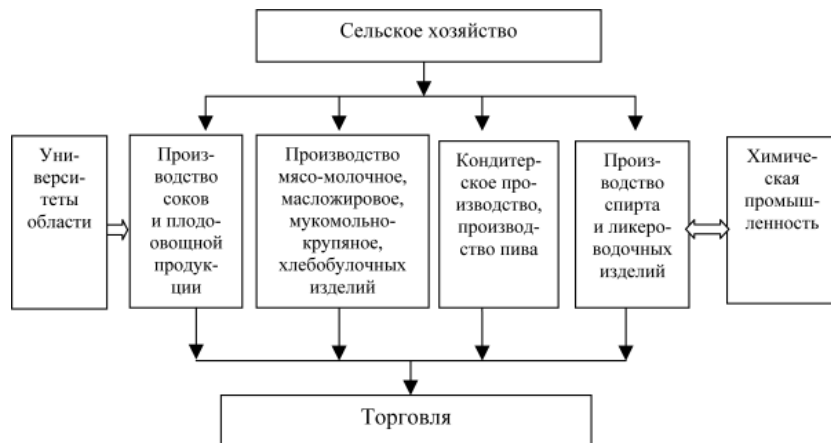 Сельское хозяйство
Уни-
верси-
теты
области
Произ-
водство
соков
и плодо-
овощной
продук-
ции
Производство
мясо-молочное,
масложировое,
мукомольно-
крупяное,
хлебобулочных
изделий
Кондитер-
ское про-
изводство,
производ-
ство пива
Произ-
водство
спирта
и ликеро-
водочных
изделий
Химиче-
ская
промыш-
ленность
Торговля